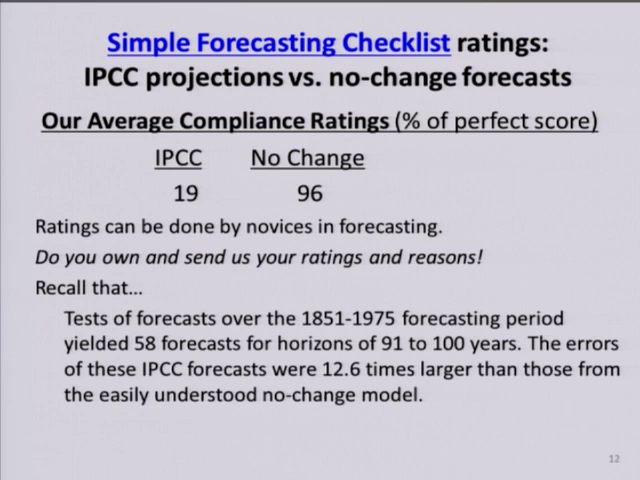 Simple Forecasting Checklist ratings:
IPCC projections vs. no-change forecasts
Our Average Compliance Ratings (% of perfect score)
IPCC No Change
19 96
Ratings can be done by novices in forecasting.
Do you own and send us your ratings and reasons!
Recall that...
Tests of forecasts over the 1851-1975 forecasting period
yielded 58 forecasts for horizons of 91 to 100 years. The errors
of these IPCC forecasts were 12.6 times larger than those from
the easily understood no-change model.
12